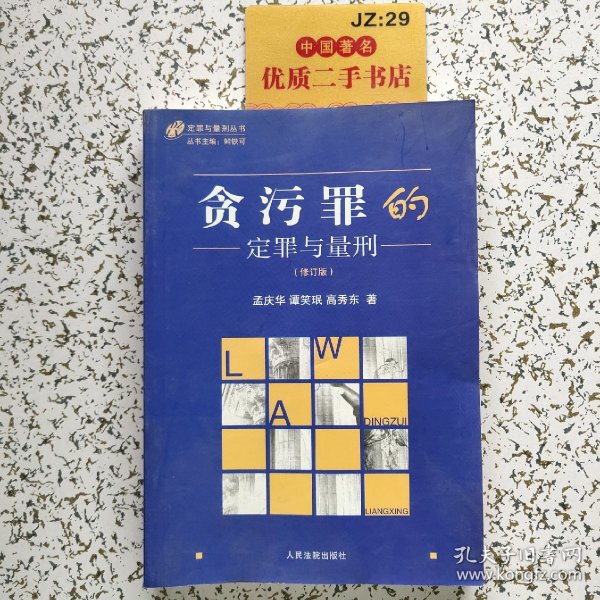 JZ:29
中国著名
优质二手书店
定罪与量刑丛书
丛书主编：鲜铁可
贪污罪的
定罪与量刑
（修订版）
孟庆华 谭笑珉 高秀东 著
L W
A DINGZUI
LIANGXING
人民法院出版社
孔夫子旧书网
www.kongfz.com